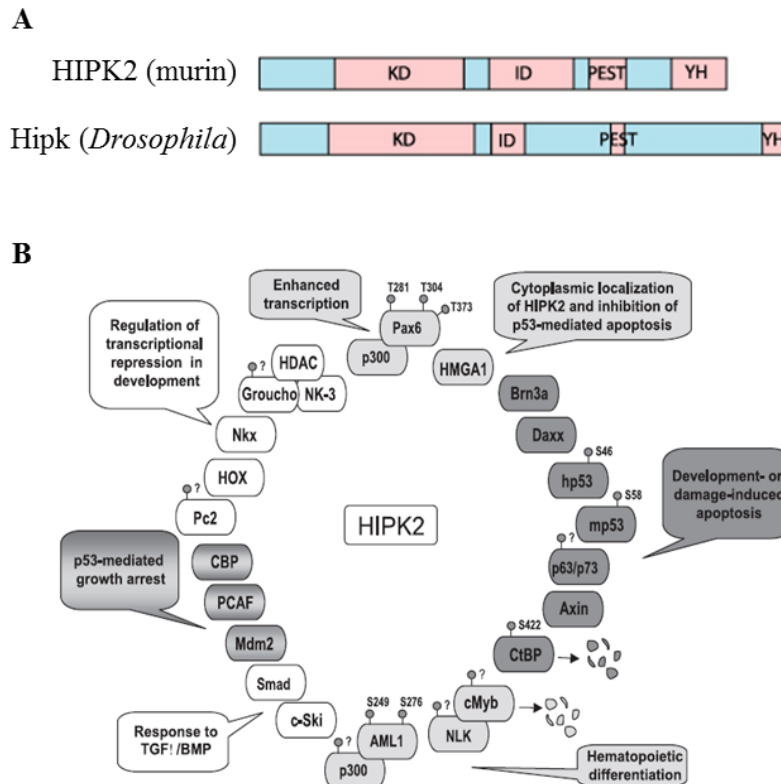 A
HIPK2 (murin)
KD
ID
PEST
YH
Hipk (Drosophila)
KD
ID
PEST
YH
B
Enhanced
transcription
T281
T304
T373
Pax6
p300
Cytoplasmic localization
of HIPK2 and inhibition of
p53-mediated apoptosis
HMGA1
Regulation of
transcriptional
repression in
development
?
HDAC
Groucho
NK-3
Nkx
HOX
?
Pc2
Brn3a
Daxx
S46
hp53
S58
mp53
?
p63/p73
Axin
S422
CtBP
Development- or
damage-induced
apoptosis
HIPK2
p53-mediated
growth arrest
CBP
PCAF
Mdm2
Smad
c-Ski
Response to
TGF! /BMP
?
p300
S249
S276
AML1
?
NLK
?
cMyb
Hematopoietic
differentiation